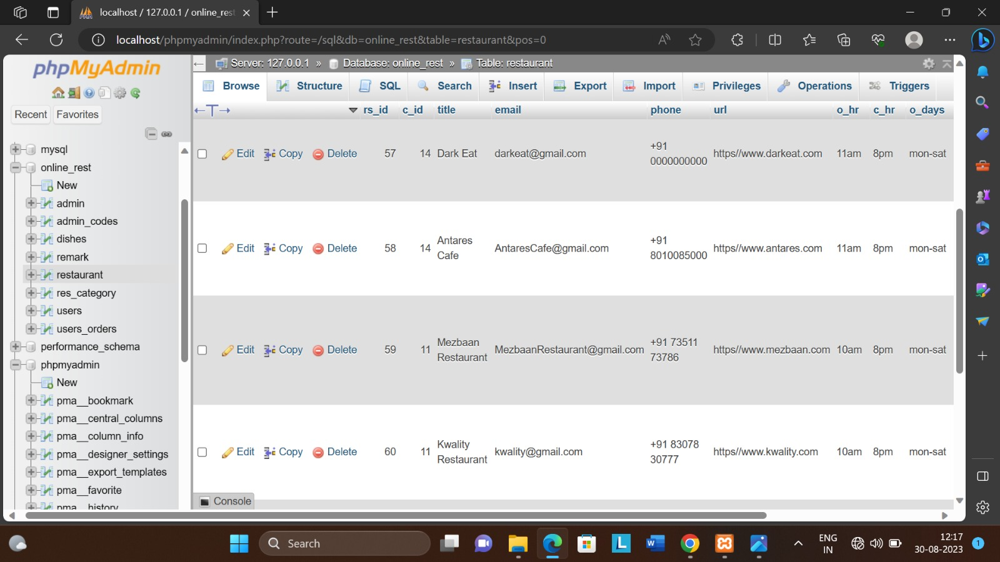 localhost / 127.0.0.1 / online_rest
localhost/phpmyadmin/index.php?route=/sql&db=online_rest&table=restaurant&pos=0
phpMyAdmin
Recent
Favorites
mysql
online_rest
New
admin
admin_codes
dishes
remark
restaurant
res_category
users
users_orders
performance_schema
phpmyadmin
New
pma__bookmark
pma__central_columns
pma__column_info
pma__designer_settings
pma__export_templates
pma__favorite
pma__history
Server: 127.0.0.1 » Database: online_rest » Table: restaurant
Browse Structure SQL Search Insert Export Import Privileges Operations Triggers
←T→ rs_id c_id title email phone url o_hr c_hr o_days
Edit Copy Delete 57 14 Dark Eat darkeat@gmail.com +91 0000000000 https//www.darkeat.com 11am 8pm mon-sat
Edit Copy Delete 58 14 Antares Cafe AntaresCafe@gmail.com +91 8010085000 https//www.antares.com 11am 8pm mon-sat
Edit Copy Delete 59 11 Mezbaan Restaurant MezbaanRestaurant@gmail.com +91 73511 73786 https//www.mezbaan.com 10am 8pm mon-sat
Edit Copy Delete 60 11 Kwality Restaurant kwality@gmail.com +91 83078 30777 https//www.kwality.com 10am 8pm mon-sat
Console
Search
ENG
IN
12:17
30-08-2023
1